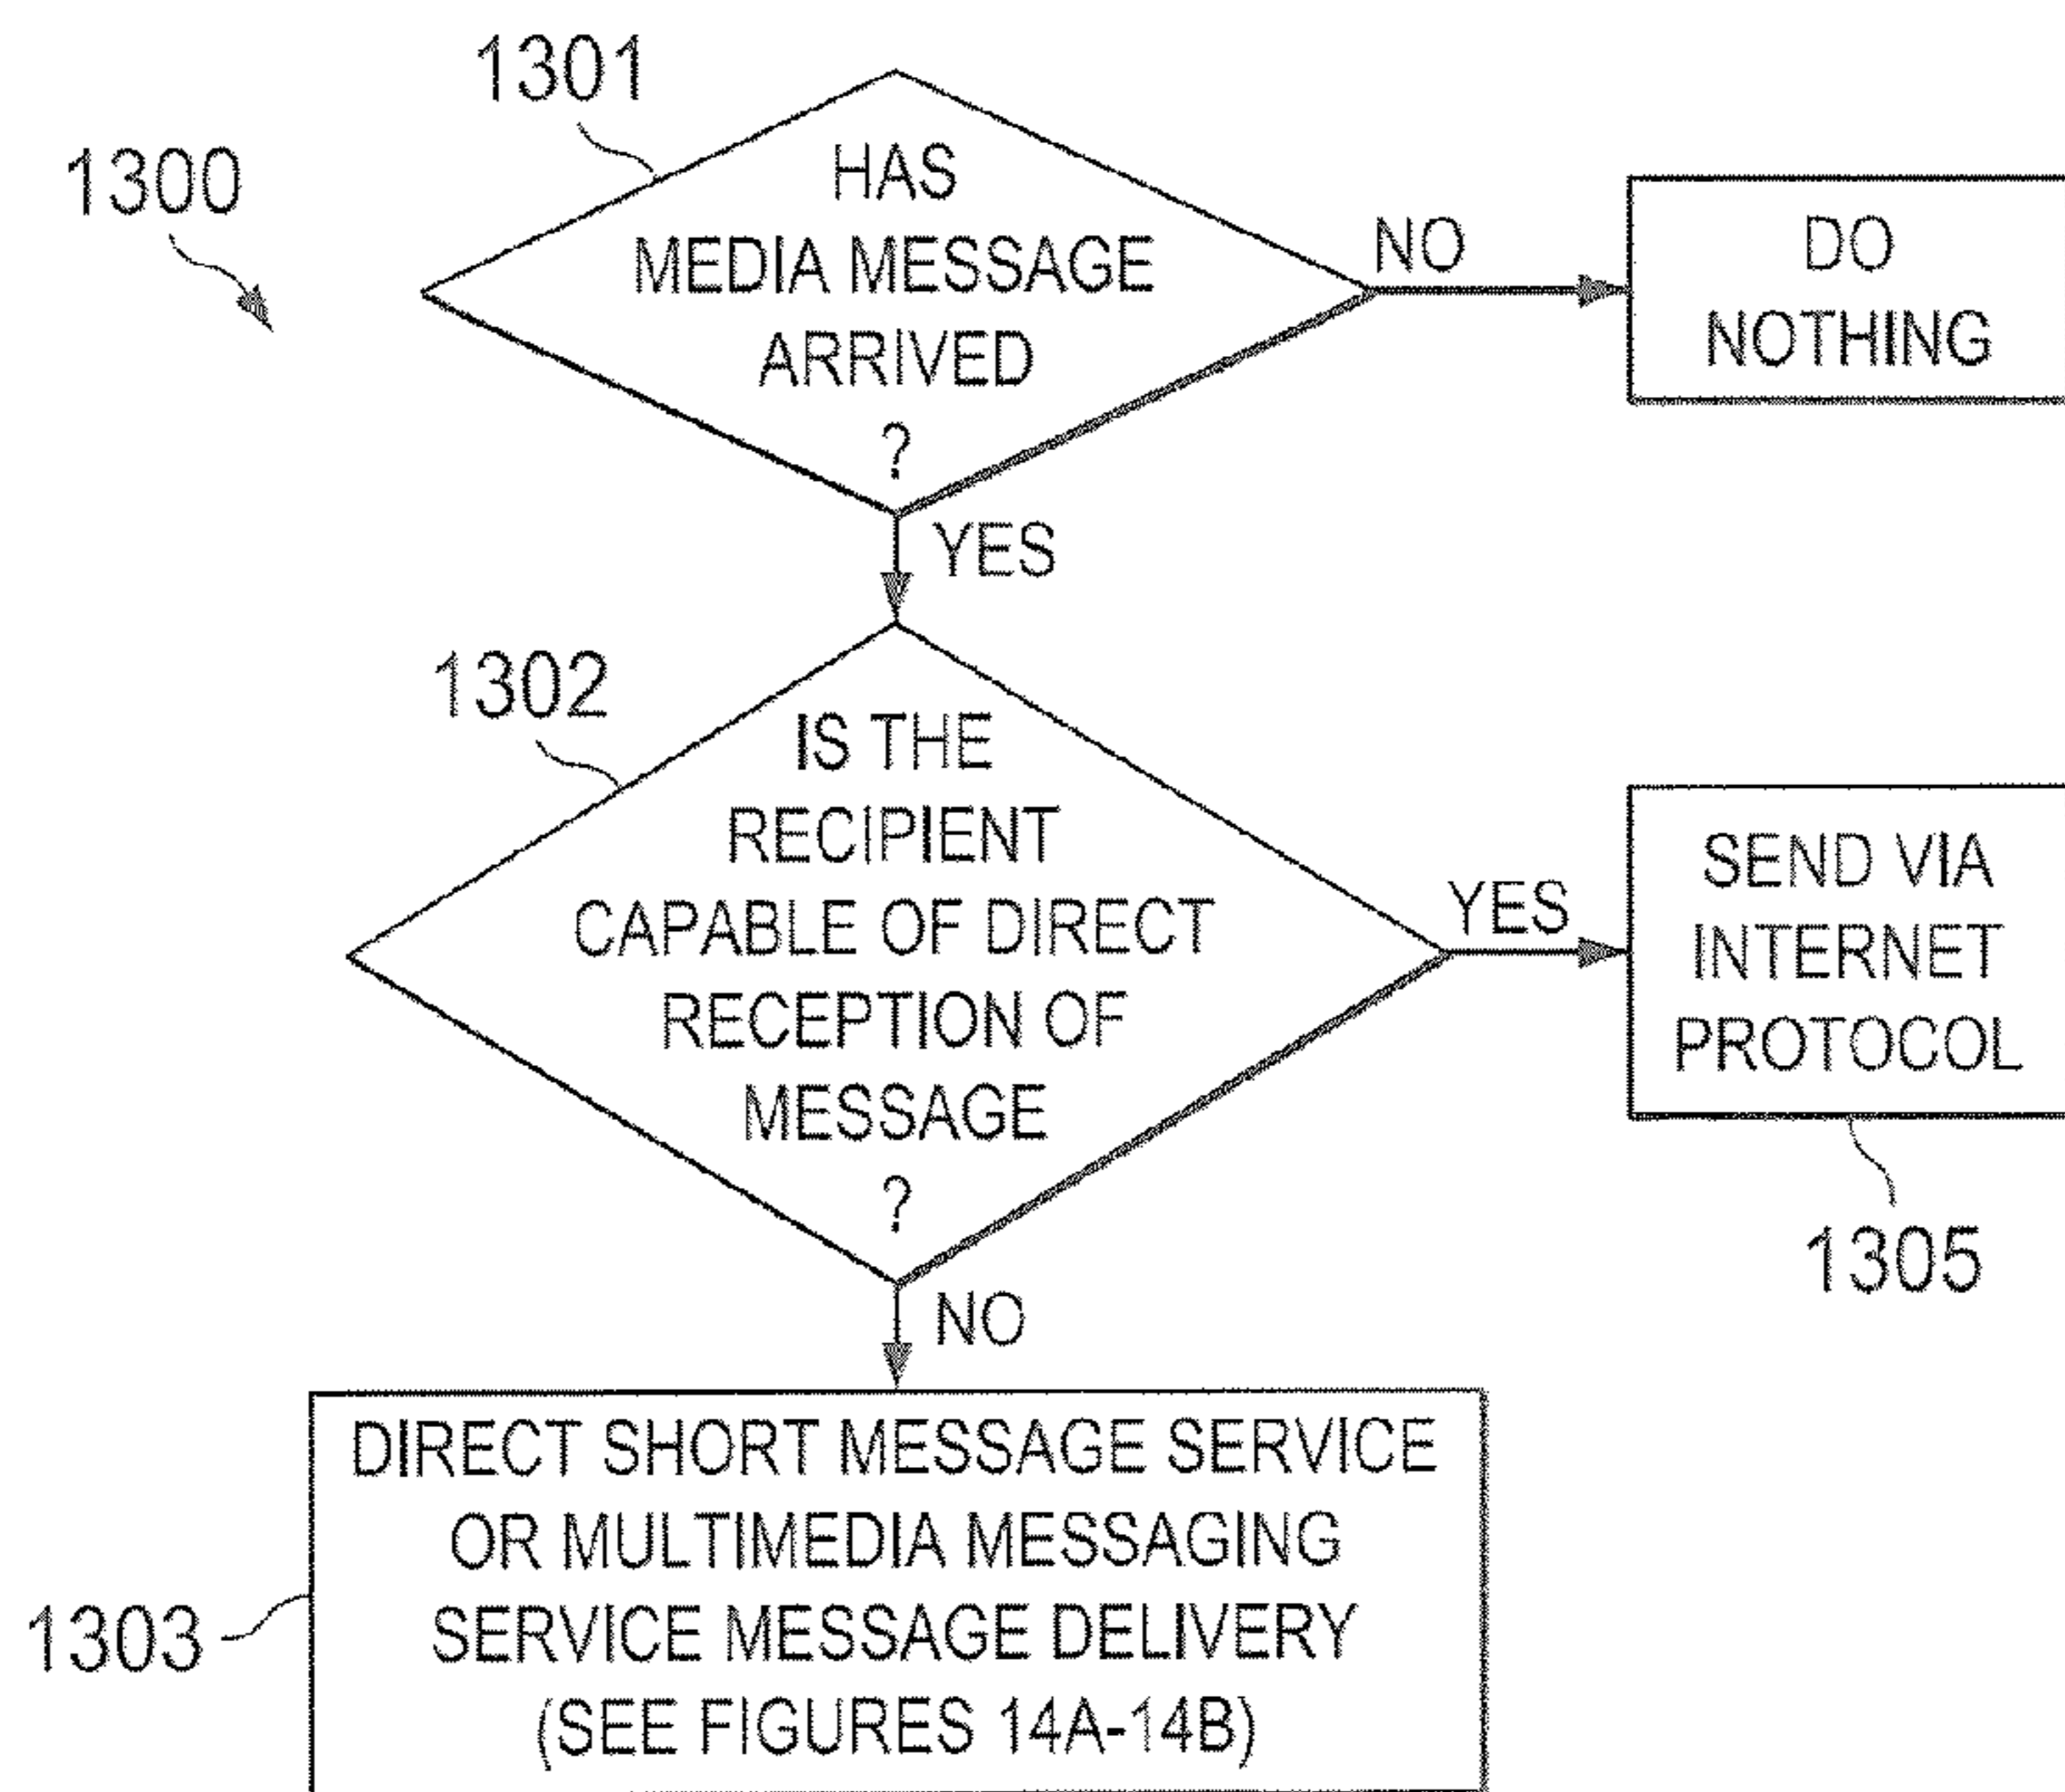 1301
1300
HAS
MEDIA MESSAGE
ARRIVED
?
NO
DO
NOTHING
YES
1302
IS THE
RECIPIENT
CAPABLE OF DIRECT
RECEPTION OF
MESSAGE
?
YES
SEND VIA
INTERNET
PROTOCOL
1305
NO
1303
DIRECT SHORT MESSAGE SERVICE
OR MULTIMEDIA MESSAGING
SERVICE MESSAGE DELIVERY
(SEE FIGURES 14A-14B)